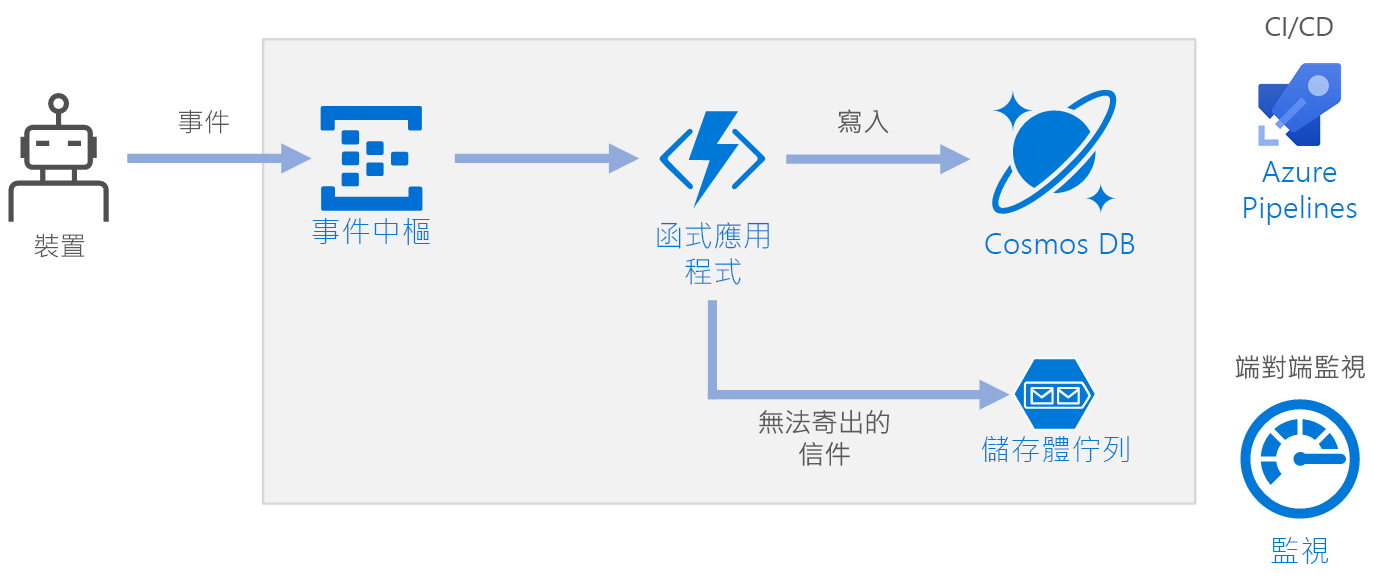 CI/CD
Azure
Pipelines
事件
寫入
裝置
事件中樞
函式應用
程式
Cosmos DB
無法寄出的
信件
儲存體佇列
端對端監視
監視